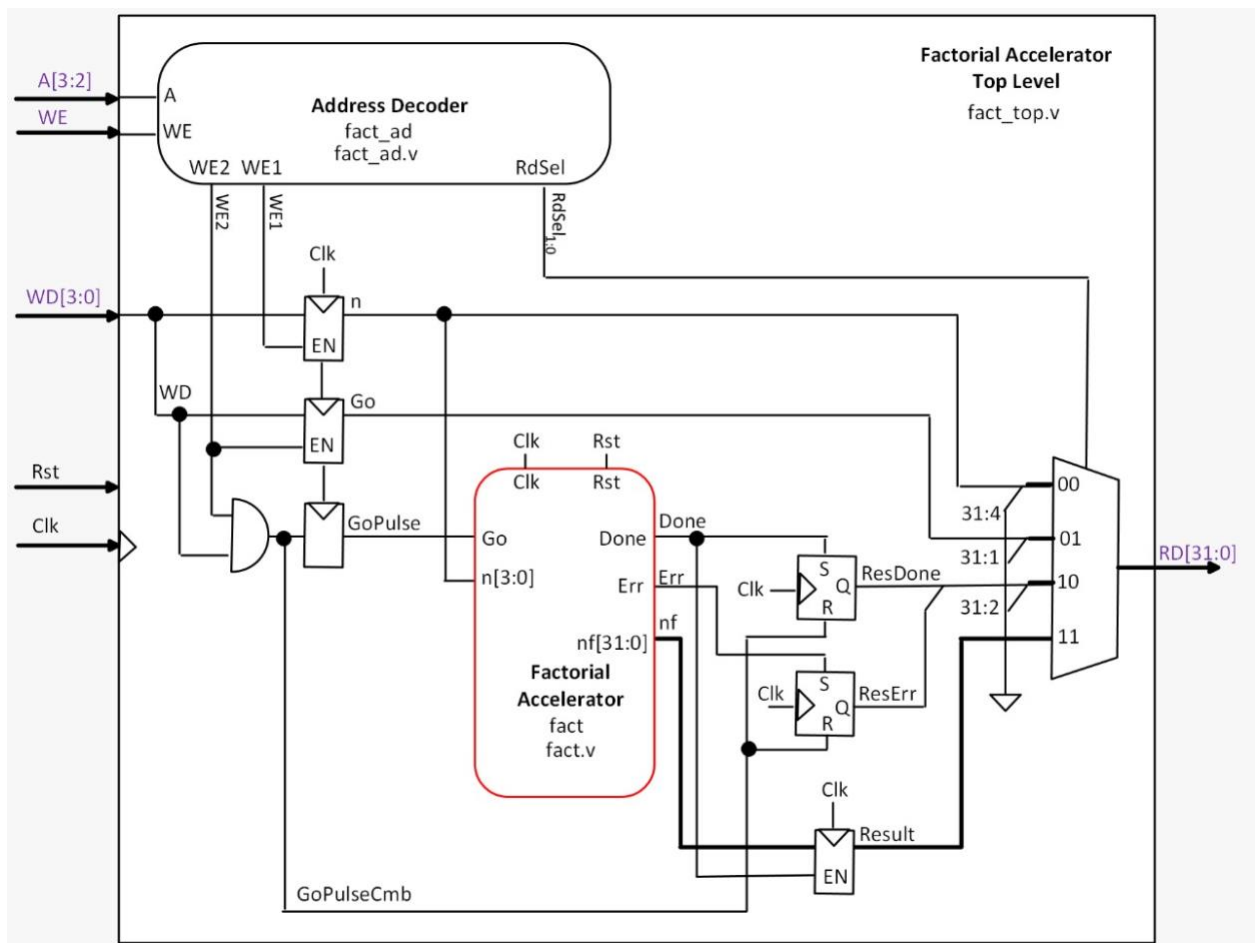 Factorial Accelerator
Top Level
fact_top.v
A[3:2]
WE
A
WE
Address Decoder
fact_ad
fact_ad.v
WE2 WE1 RdSel
WE2
WE1
RdSel1:0
Clk
WD[3:0]
n
EN
WD
Go
EN
Clk Rst
Clk Rst
Rst
Clk
GoPulse
Go
n[3:0]
Done
Done
Err
Err
nf
nf[31:0]
Factorial
Accelerator
fact
fact.v
Clk
S
Q
R
ResDone
Clk
S
Q
R
ResErr
00
31:4
01
31:1
10
31:2
11
RD[31:0]
Clk
Result
EN
GoPulseCmb